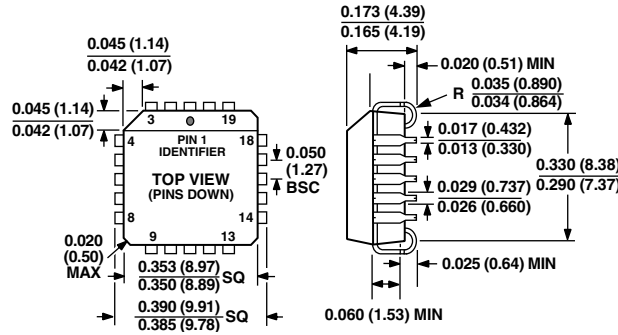 0.173 (4.39)
0.165 (4.19)
0.045 (1.14)
0.042 (1.07)
0.020 (0.51) MIN
R 0.035 (0.890)
0.034 (0.864)
0.045 (1.14)
0.042 (1.07)
3 19
4 PIN 1 18
IDENTIFIER
0.017 (0.432)
0.013 (0.330)
0.050
(1.27)
BSC
TOP VIEW
(PINS DOWN)
0.330 (8.38)
0.290 (7.37)
0.029 (0.737)
0.026 (0.660)
8 14
9 13
0.020
(0.50)
MAX
0.353 (8.97)
0.350 (8.89) SQ
0.025 (0.64) MIN
0.390 (9.91)
0.385 (9.78) SQ
0.060 (1.53) MIN